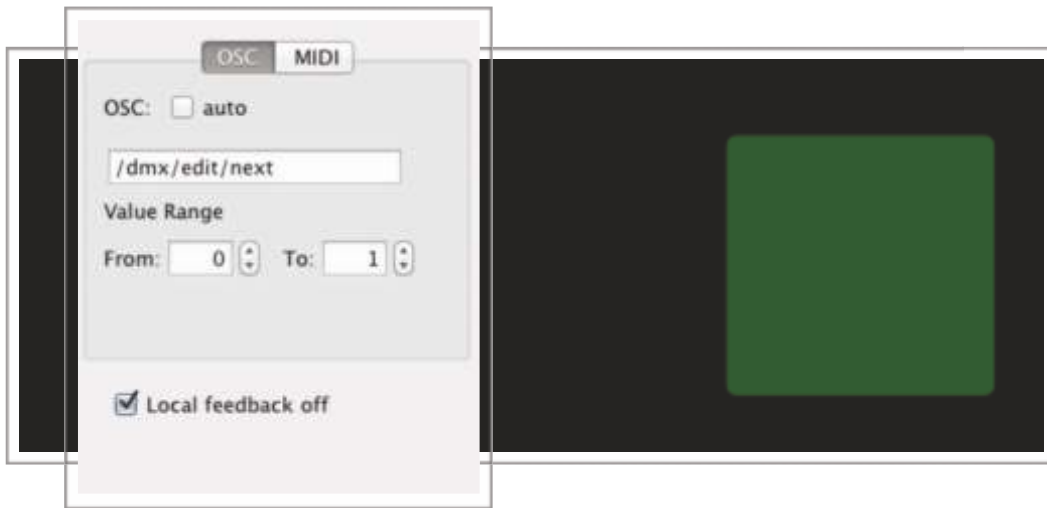 OSC MIDI
OSC: auto
/dmx/edit/next
Value Range
From: 0 To: 1
Local feedback off